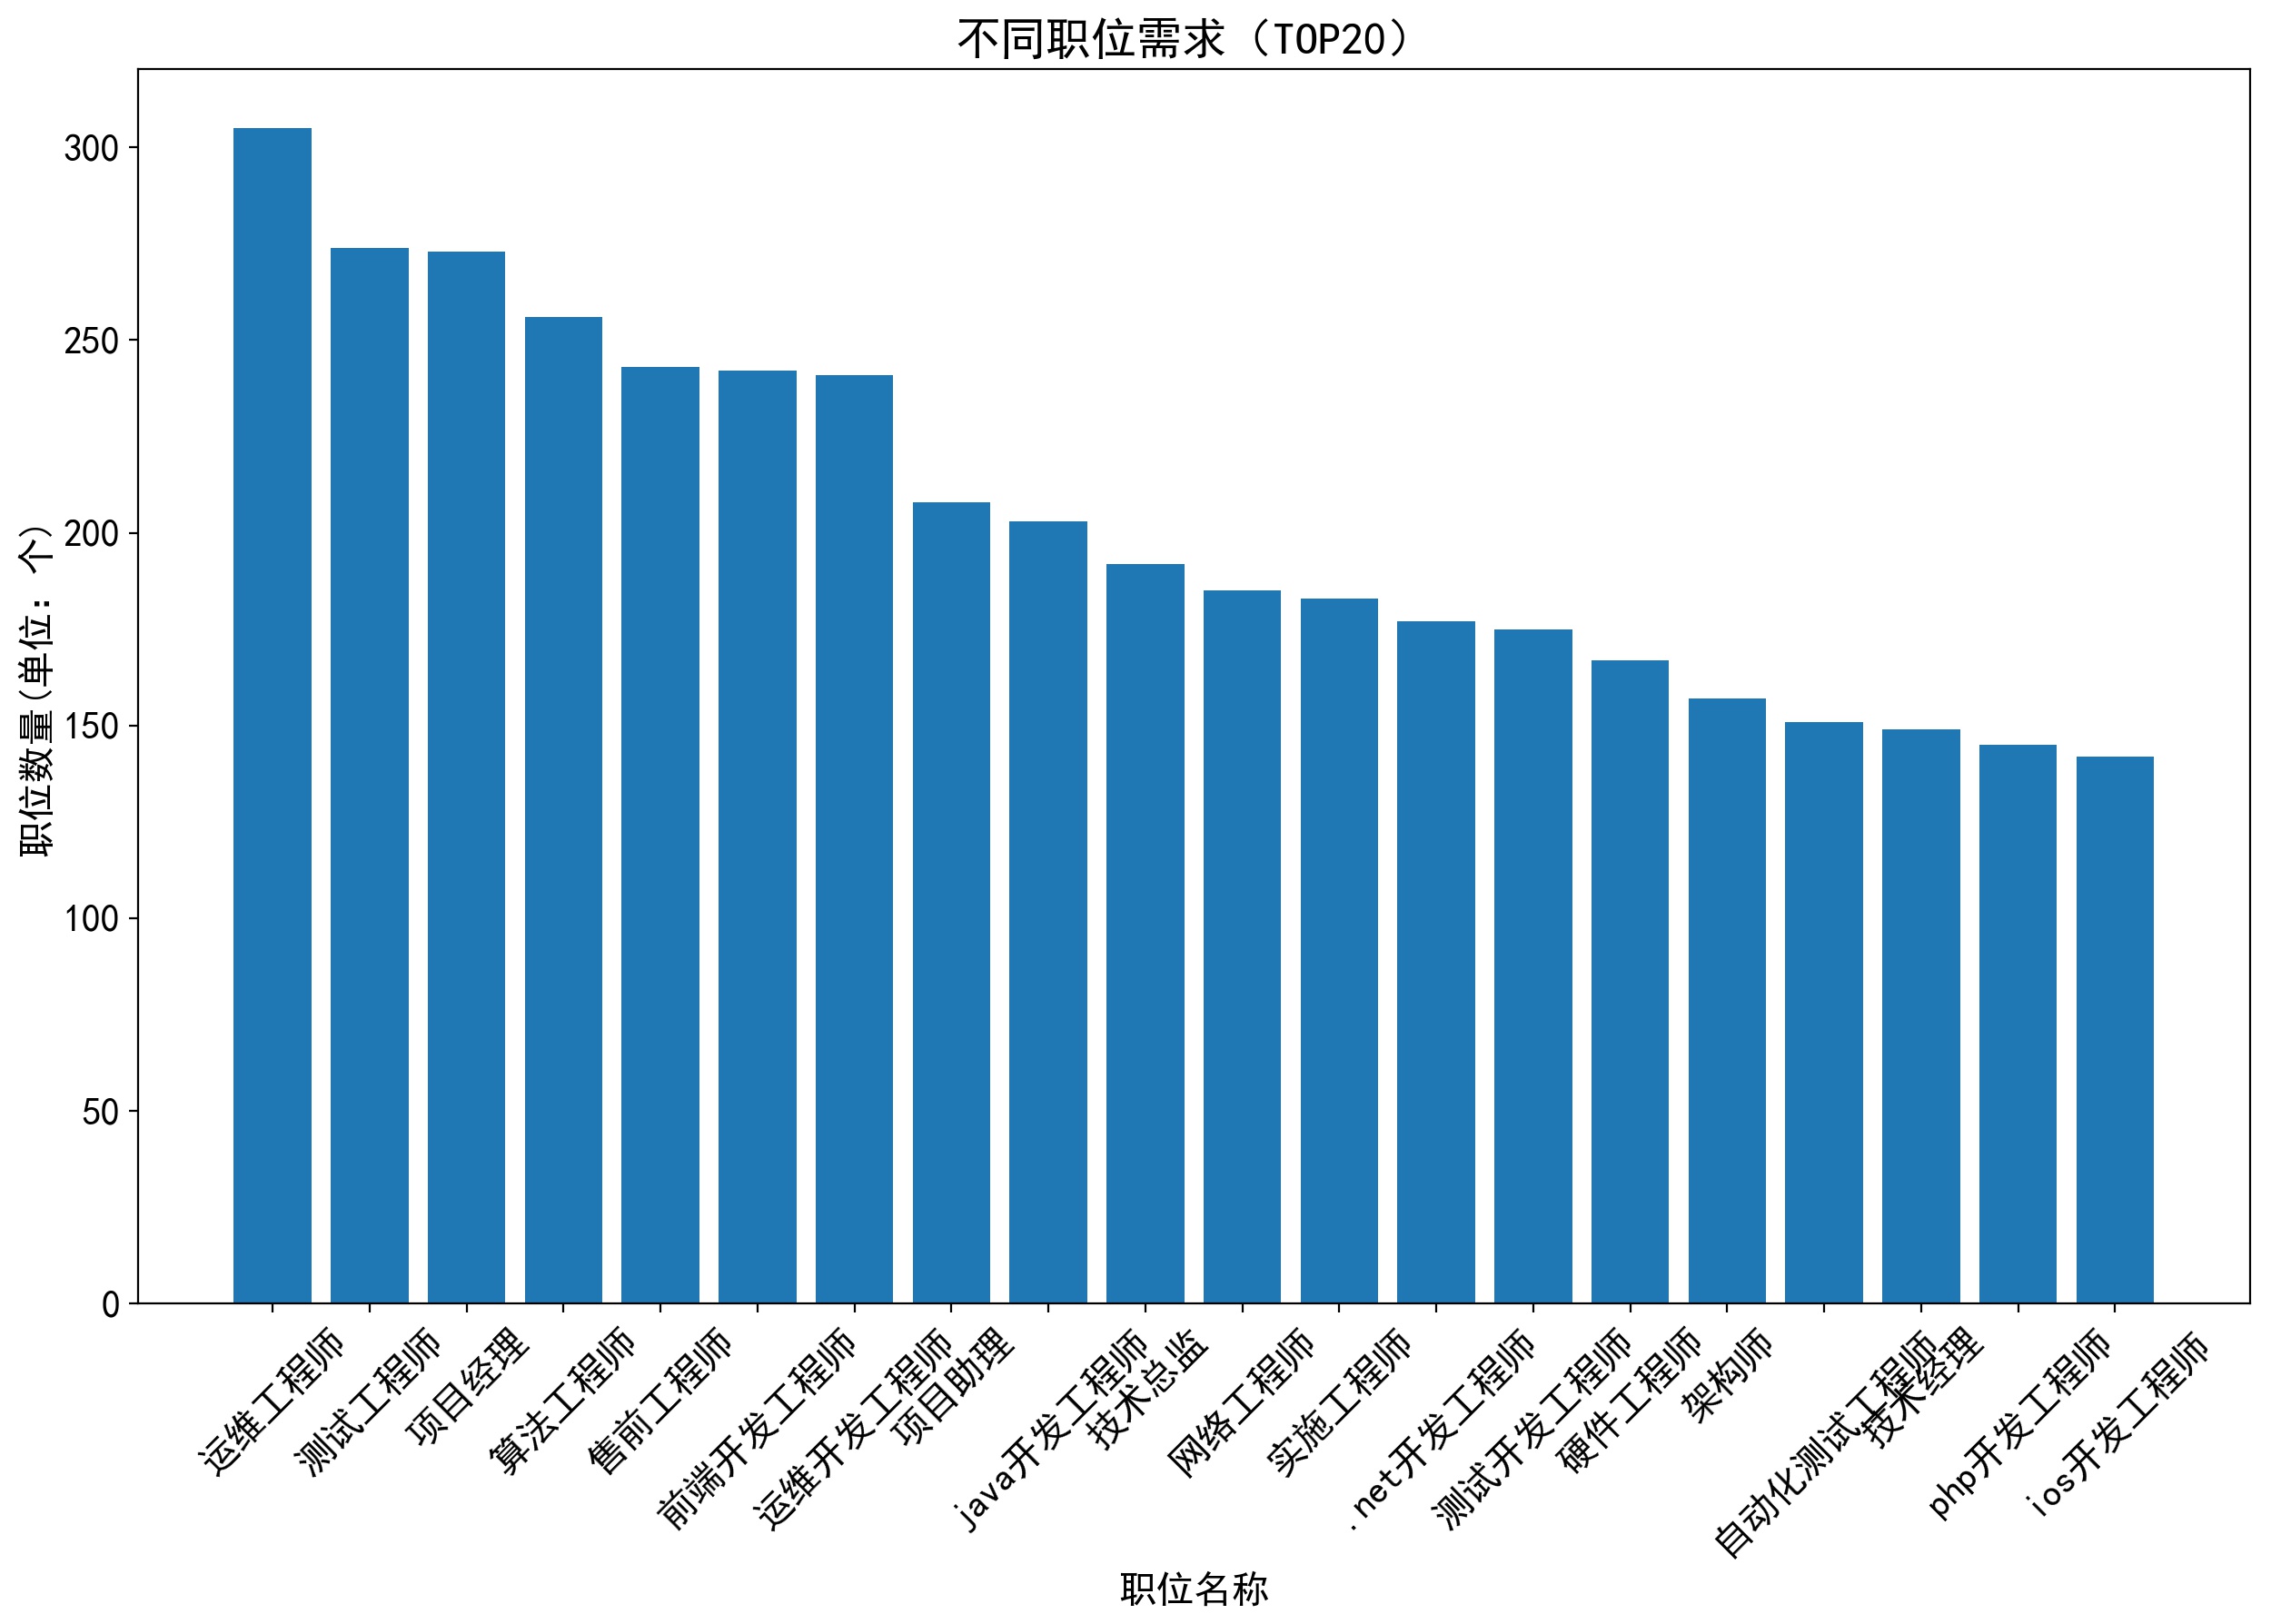 不同职位需求（TOP20）
职位数量(单位: 个)
300
250
200
150
100
50
0
运维工程师
测试工程师
项目经理
算法工程师
售前工程师
前端开发工程师
运维开发工程师
项目助理
java开发工程师
技术总监
网络工程师
实施工程师
.net开发工程师
测试开发工程师
硬件工程师
架构师
自动化测试工程师
技术经理
php开发工程师
ios开发工程师
职位名称